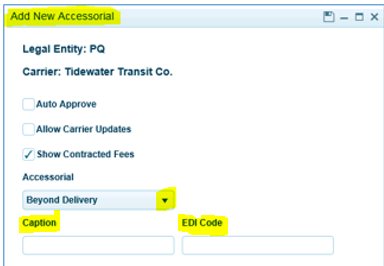 Add New Accessorial
Legal Entity: PQ
Carrier: Tidewater Transit Co.
Auto Approve
Allow Carrier Updates
Show Contracted Fees
Accessorial
Beyond Delivery
Caption EDI Code